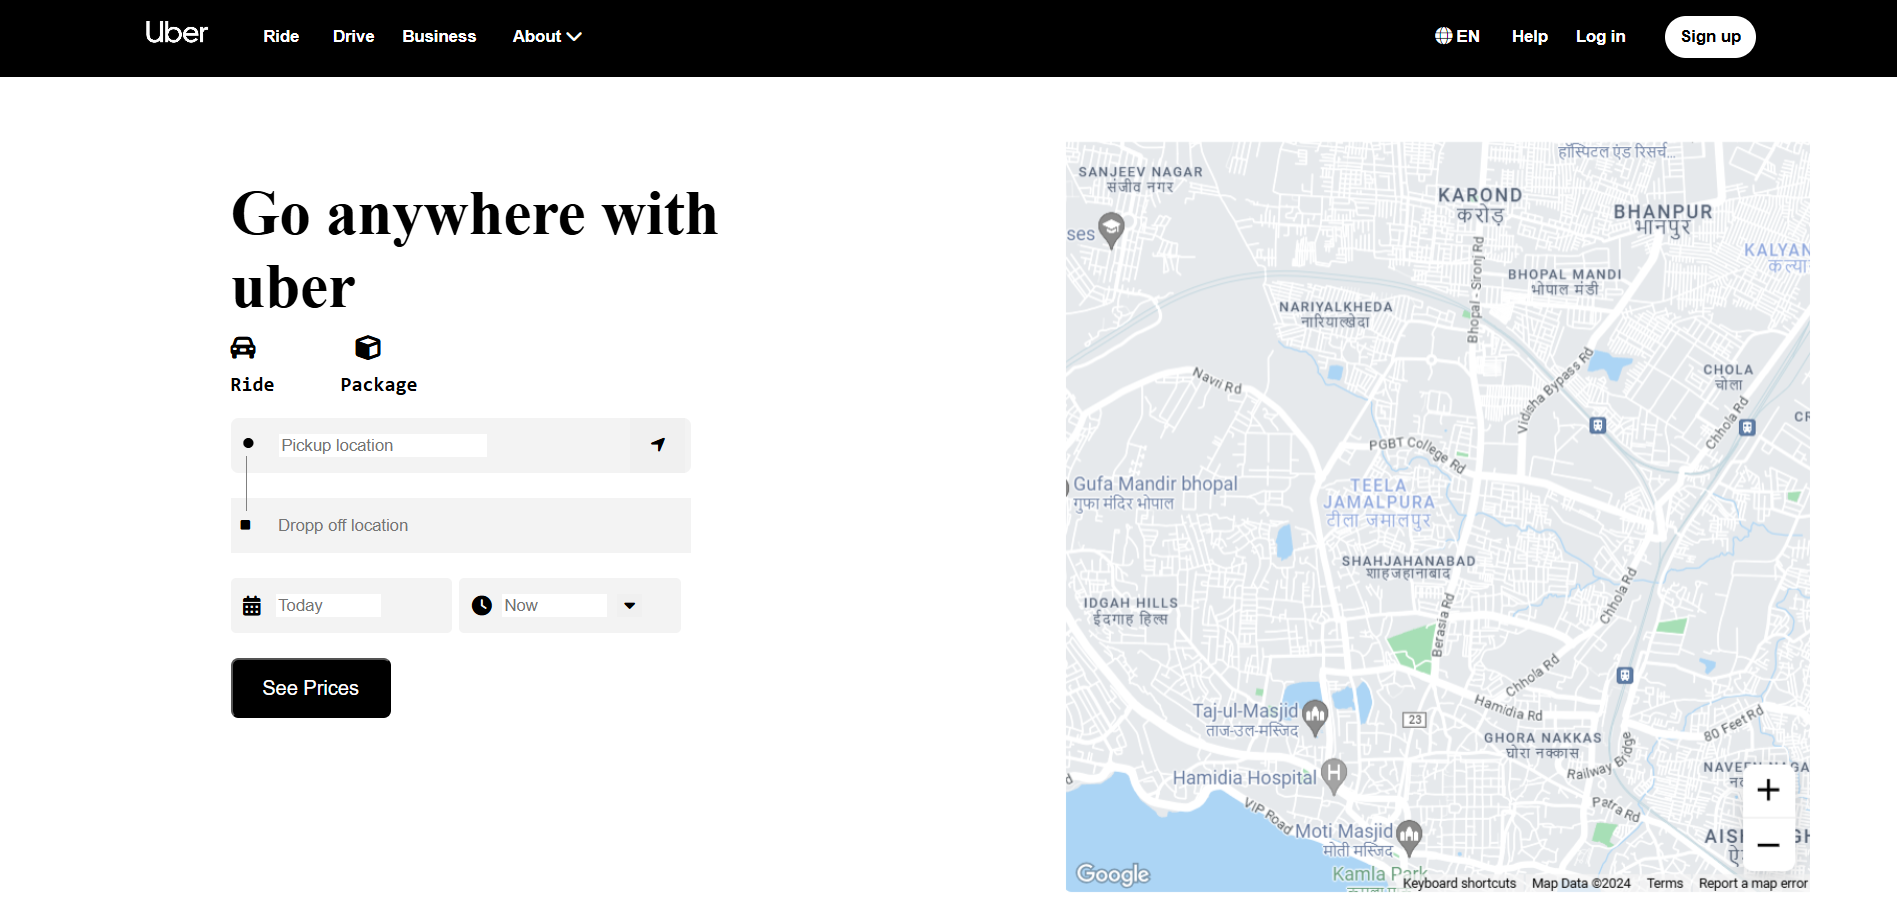 Uber
Ride
Drive
Business
About
EN
Help
Log in
Sign up
Go anywhere with
uber
Ride
Package
Pickup location
Dropp off location
Today
Now
See Prices
हॉस्पिटल एंड रिसर्च...
SANJEEV NAGAR
संजीव नगर
KAROND
करोंड़
BHANPUR
भानपुर
ses
KALYAN
कल्या
BHOPAL MANDI
भोपाल मंडी
NARIYALKHEDA
नारियालखेदा
Bhopal - Sironj Rd
Vidisha Bypass Rd
CHOLA
चोला
Navri Rd
Chhola Rd
CR
PGBT College Rd
Gufa Mandir bhopal
गुफा मंदिर भोपाल
TEELA
JAMALPURA
टीला जमालपुर
SHAHJAHANABAD
शाहजहानाबाद
IDGAH HILLS
ईदगाह हिल्स
Berasia Rd
Chhola Rd
Chhola Rd
Hamidia Rd
Taj-ul-Masjid
ताज-उल-मस्जिद
23
80 Feet Rd
GHORA NAKKAS
घोरा नक्कास
Railway Bridge
Hamidia Hospital
H
VIP Road
Patra Rd
Moti Masjid
मोती मस्जिद
Kamla Park
Google
Keyboard shortcuts
Map Data ©2024
Terms
Report a map error